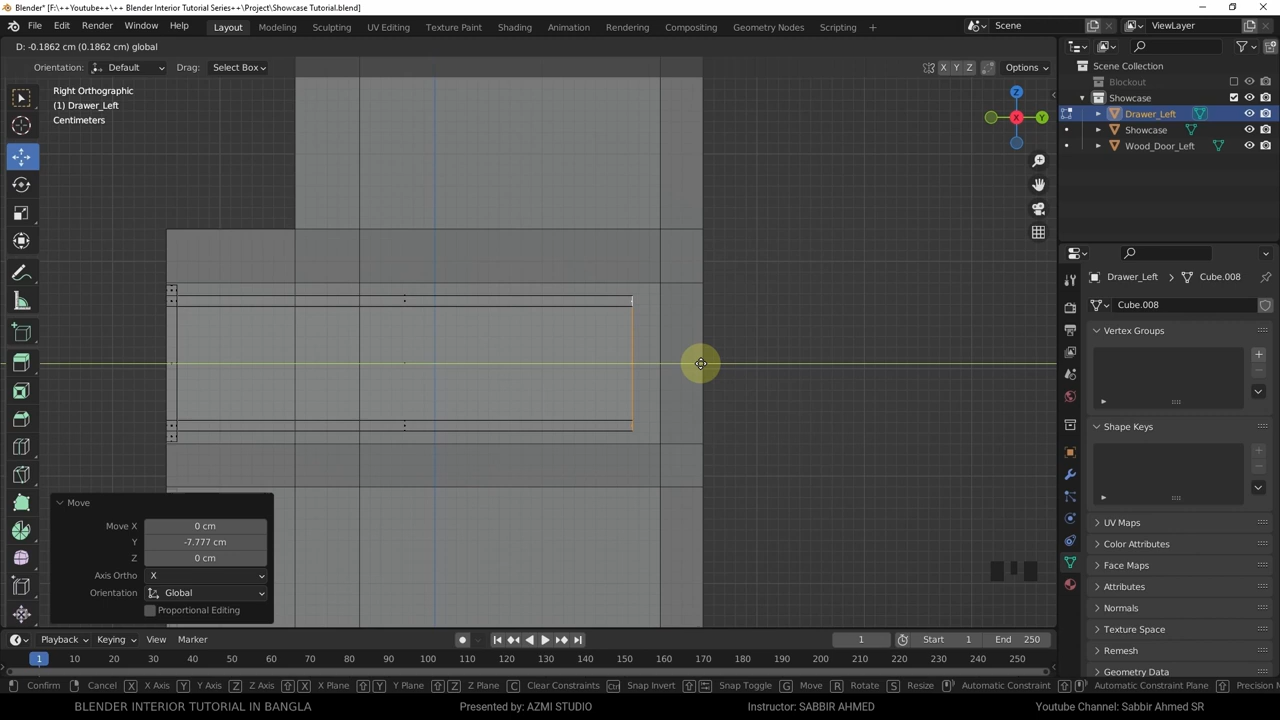 Blender* [F:\++Youtube++\++ Blender Interior Tutorial Series++\Project\Showcase Tutorial.blend]
File Edit Render Window Help Layout Modeling Sculpting UV Editing Texture Paint Shading Animation Rendering Compositing Geometry Nodes Scripting + Scene ViewLayer
D: -0.1862 cm (0.1862 cm) global
Orientation: Default Drag: Select Box X Y Z Options
Right Orthographic
(1) Drawer_Left
Centimeters
Z
X
Y
Scene Collection
Blockout
Showcase
Drawer_Left
Showcase
Wood_Door_Left
Drawer_Left > Cube.008
Cube.008
Vertex Groups
Shape Keys
UV Maps
Color Attributes
Face Maps
Attributes
Normals
Texture Space
Remesh
Geometry Data
Move
Move X 0 cm
Y -7.777 cm
Z 0 cm
Axis Ortho X
Orientation Global
Proportional Editing
Playback Keying View Marker 1 Start 1 End 250
1 10 20 30 40 50 60 70 80 90 100 110 120 130 140 150 160 170 180 190 200 210 220 230 240 250
Confirm Cancel X X Axis Y Y Axis Z Z Axis X X Plane Y Y Plane Z Z Plane C Clear Constraints Ctrl Snap Invert Snap Toggle G Move R Rotate S Resize Automatic Constraint Automatic Constraint Plane Precision M
BLENDER INTERIOR TUTORIAL IN BANGLA Presented by: AZMI STUDIO Instructor: SABBIR AHMED Youtube Channel: Sabbir Ahmed SR